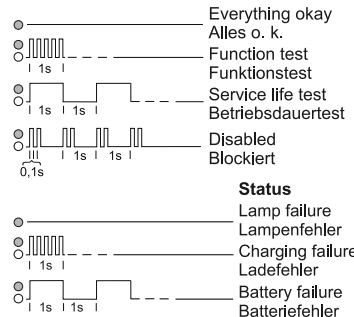 Everything okay
Alles o. k.
Function test
Funktionstest
1s
Service life test
Betriebsdauertest
1s 1s
Disabled
Blockiert
1s 1s
0,1s
Status
Lamp failure
Lampenfehler
Charging failure
Ladefehler
1s
Battery failure
Batteriefehler
1s 1s